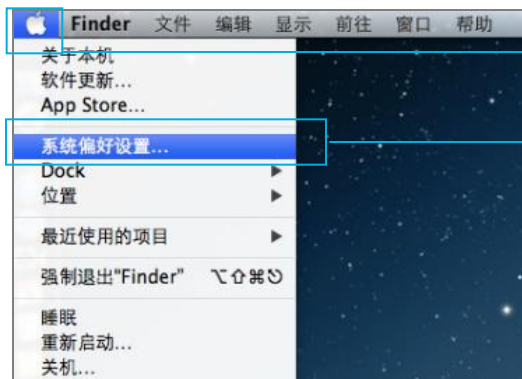 Finder 文件 编辑 显示 前往 窗口 帮助
关于本机
软件更新...
App Store...
系统偏好设置...
Dock
位置
最近使用的项目
强制退出"Finder" ⌥⇧⌘⎋
睡眠
重新启动...
关机...